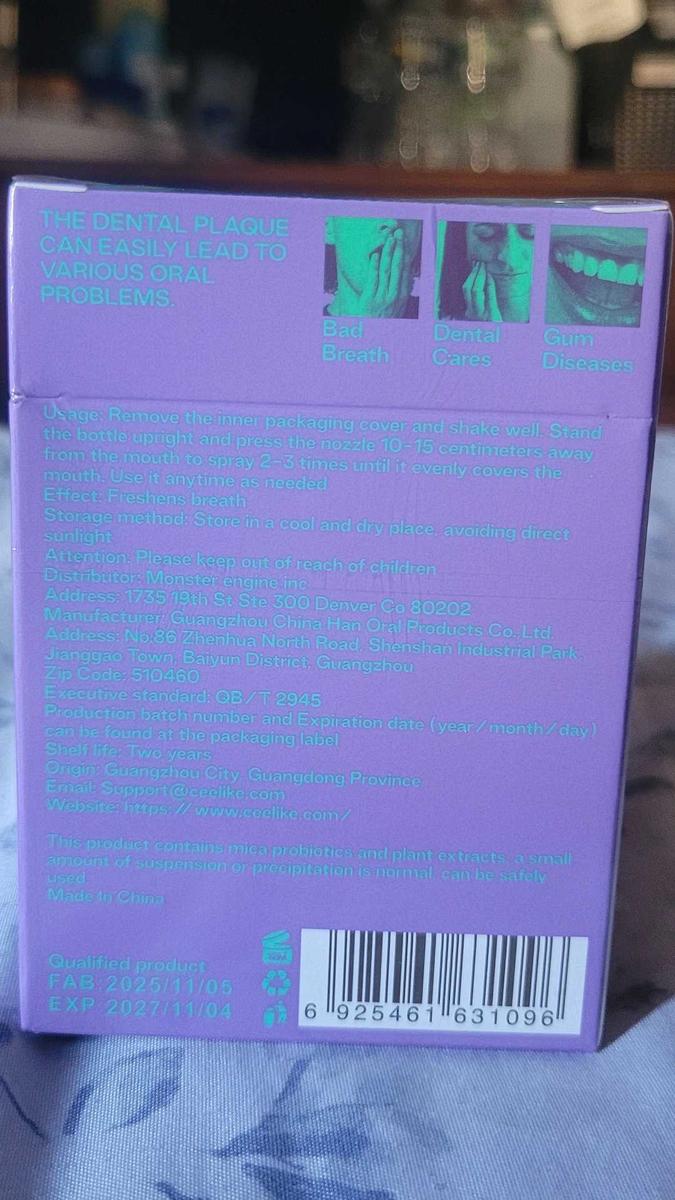 THE DENTAL PLAQUE
CAN EASILY LEAD TO
VARIOUS ORAL
PROBLEMS.
Bad
Breath
Dental
Cares
Gum
Diseases
Usage: Remove the inner packaging cover and shake well. Stand
the bottle upright and press the nozzle 10-15 centimeters away
from the mouth to spray 2-3 times until it evenly covers the
mouth. Use it anytime as needed
Effect: Freshens breath
Storage method: Store in a cool and dry place, avoiding direct
sunlight
Attention: Please keep out of reach of children
Distributor: Monster engine inc
Address: 1735 19th St Ste 300 Denver Co 80202
Manufacturer: Guangzhou China Han Oral Products Co., Ltd.
Address: No.86 Zhenhua North Road, Shenshan Industrial Park,
Jianggao Town, Baiyun District, Guangzhou
Zip Code: 510460
Executive standard: QB/T 2945
Production batch number and Expiration date (year/month/day)
can be found at the packaging label
Shelf life: Two years
Origin: Guangzhou City, Guangdong Province
Email: Support@ceelike.com
Website: https: // www.ceelike.com/
This product contains mica probiotics and plant extracts, a small
amount of suspension or precipitation is normal, can be safely
used
Made In China
Qualified product
FAB 2025/11/05
EXP 2027/11/04
6 925461 631096